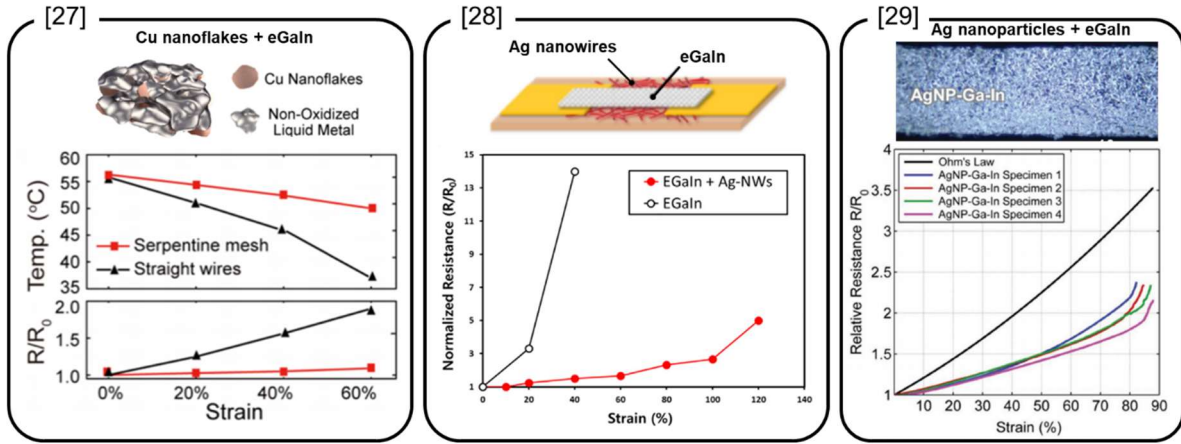 [27]
Cu nanoflakes + eGaIn
Cu Nanoflakes
Non-Oxidized
Liquid Metal
Temp. (°C)
60
55
50
45
40
35
Serpentine mesh
Straight wires
R/R0
2.0
1.5
1.0
0% 20% 40% 60%
Strain
[28]
Ag nanowires
eGaIn
Normalized Resistance (R/R0)
15
13
11
9
7
5
3
1
EGaIn + Ag-NWs
EGaIn
0 20 40 60 80 100 120 140
Strain (%)
[29]
Ag nanoparticles + eGaIn
AgNP-Ga-In
Relative Resistance R/R0
4
3.5
3
2.5
2
1.5
1
Ohm's Law
AgNP-Ga-In Specimen 1
AgNP-Ga-In Specimen 2
AgNP-Ga-In Specimen 3
AgNP-Ga-In Specimen 4
10 20 30 40 50 60 70 80 90
Strain (%)